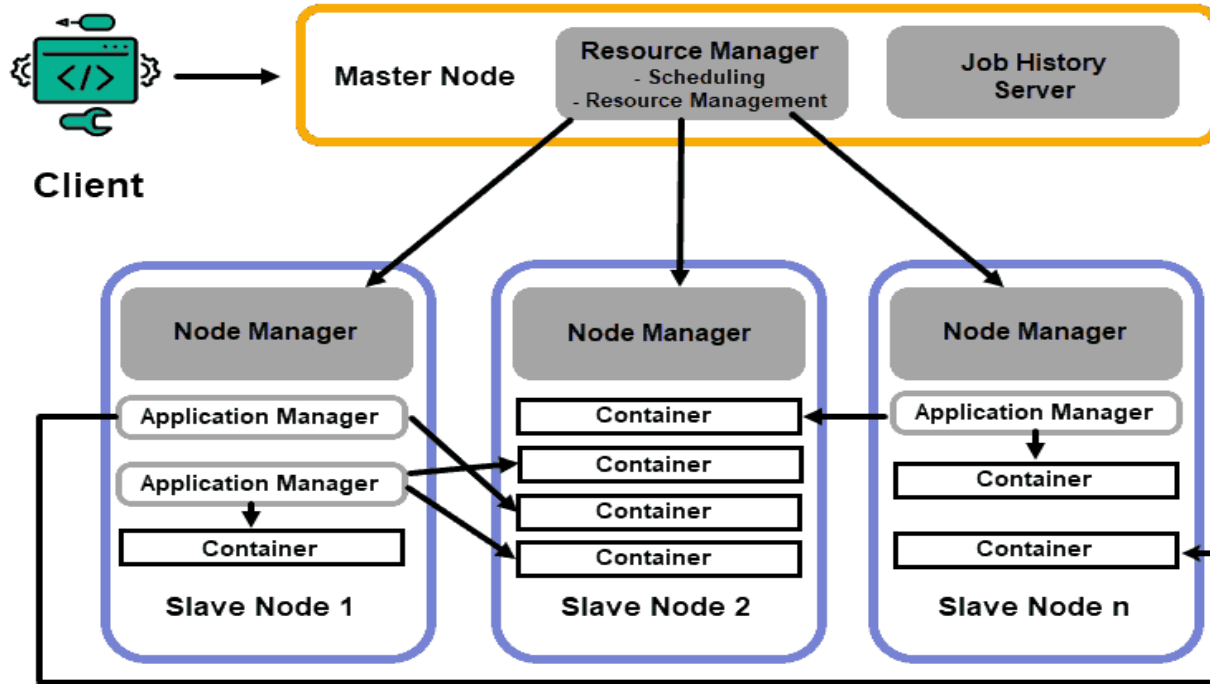 </>
Client
Master Node
Resource Manager
- Scheduling
- Resource Management
Job History
Server
Node Manager
Application Manager
Application Manager
Container
Slave Node 1
Node Manager
Container
Container
Container
Container
Slave Node 2
Node Manager
Application Manager
Container
Container
Slave Node n